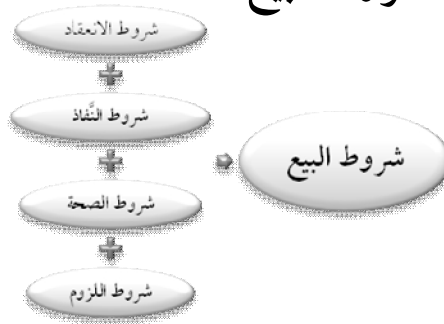 شروط الانعقاد
شروط النَّفاذ
شروط الصحة
شروط اللزوم
شروط البيع